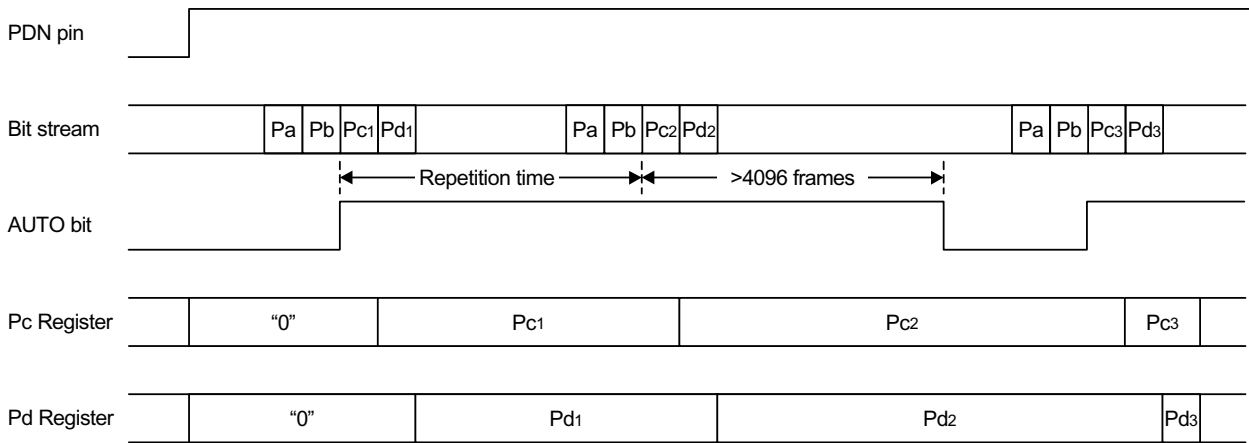 PDN pin
Bit stream Pa Pb Pc1 Pd1 Pa Pb Pc2 Pd2 Pa Pb Pc3 Pd3
Repetition time >4096 frames
AUTO bit
Pc Register “0” Pc1 Pc2 Pc3
Pd Register “0” Pd1 Pd2 Pd3